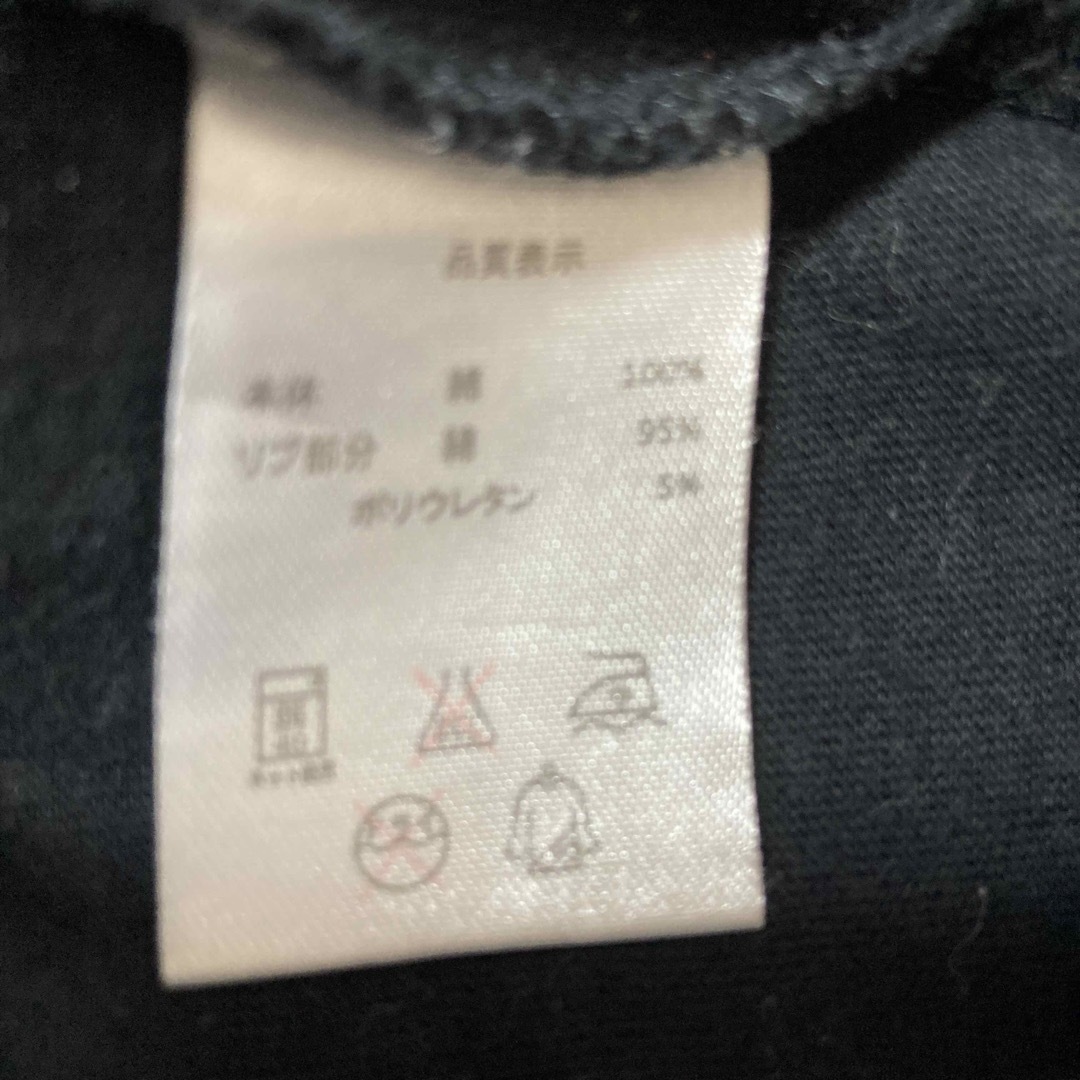 品質表示
本体 綿 100%
リブ部分 綿 95%
ポリウレタン 5%
中